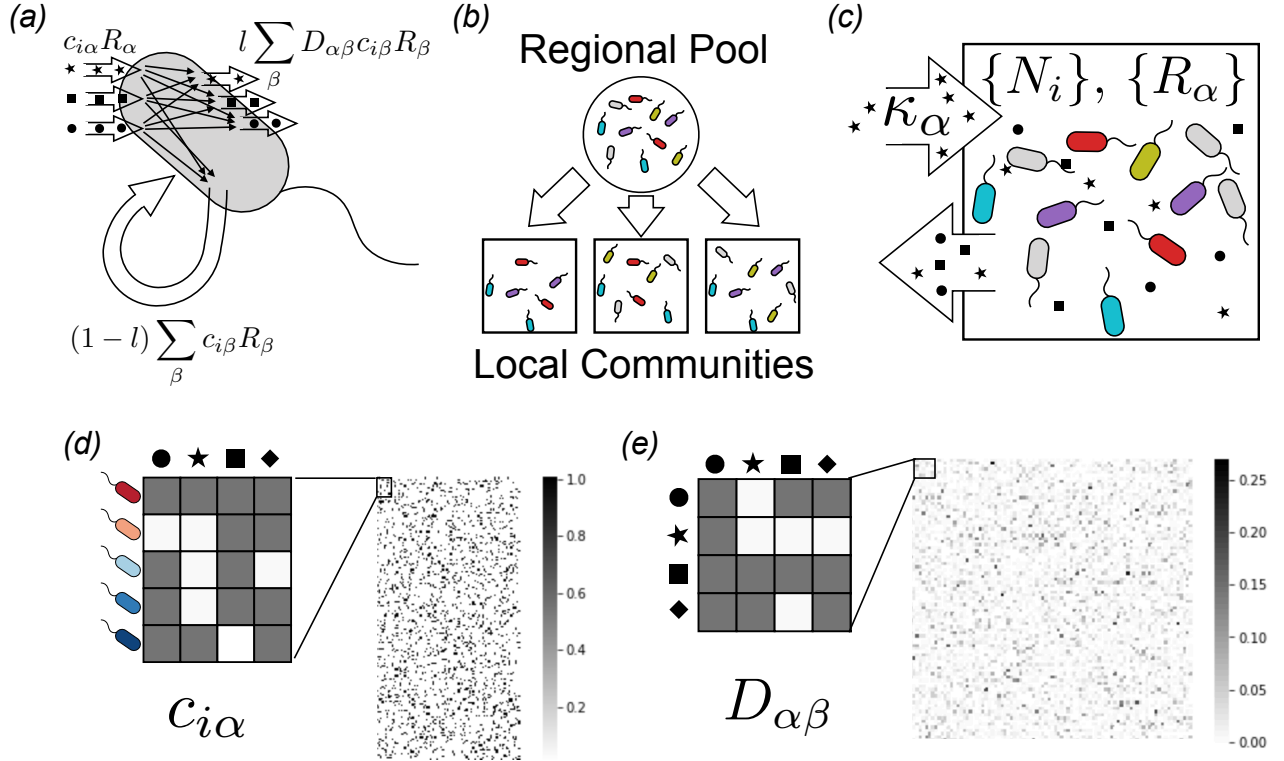 (a)
c_{iα}R_α
l \sum_β D_{αβ}c_{iβ}R_β
(1 − l) \sum_β c_{iβ}R_β
(b)
Regional Pool
Local Communities
(c)
κ_α
{N_i}, {R_α}
(d)
1.0
0.8
0.6
0.4
0.2
c_{iα}
(e)
0.25
0.20
0.15
0.10
0.05
0.00
D_{αβ}